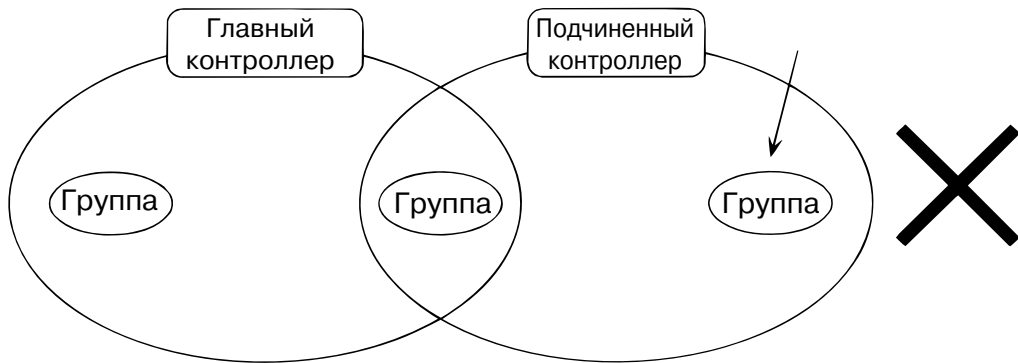 Главный
контроллер
Подчиненный
контроллер
Группа
Группа
Группа